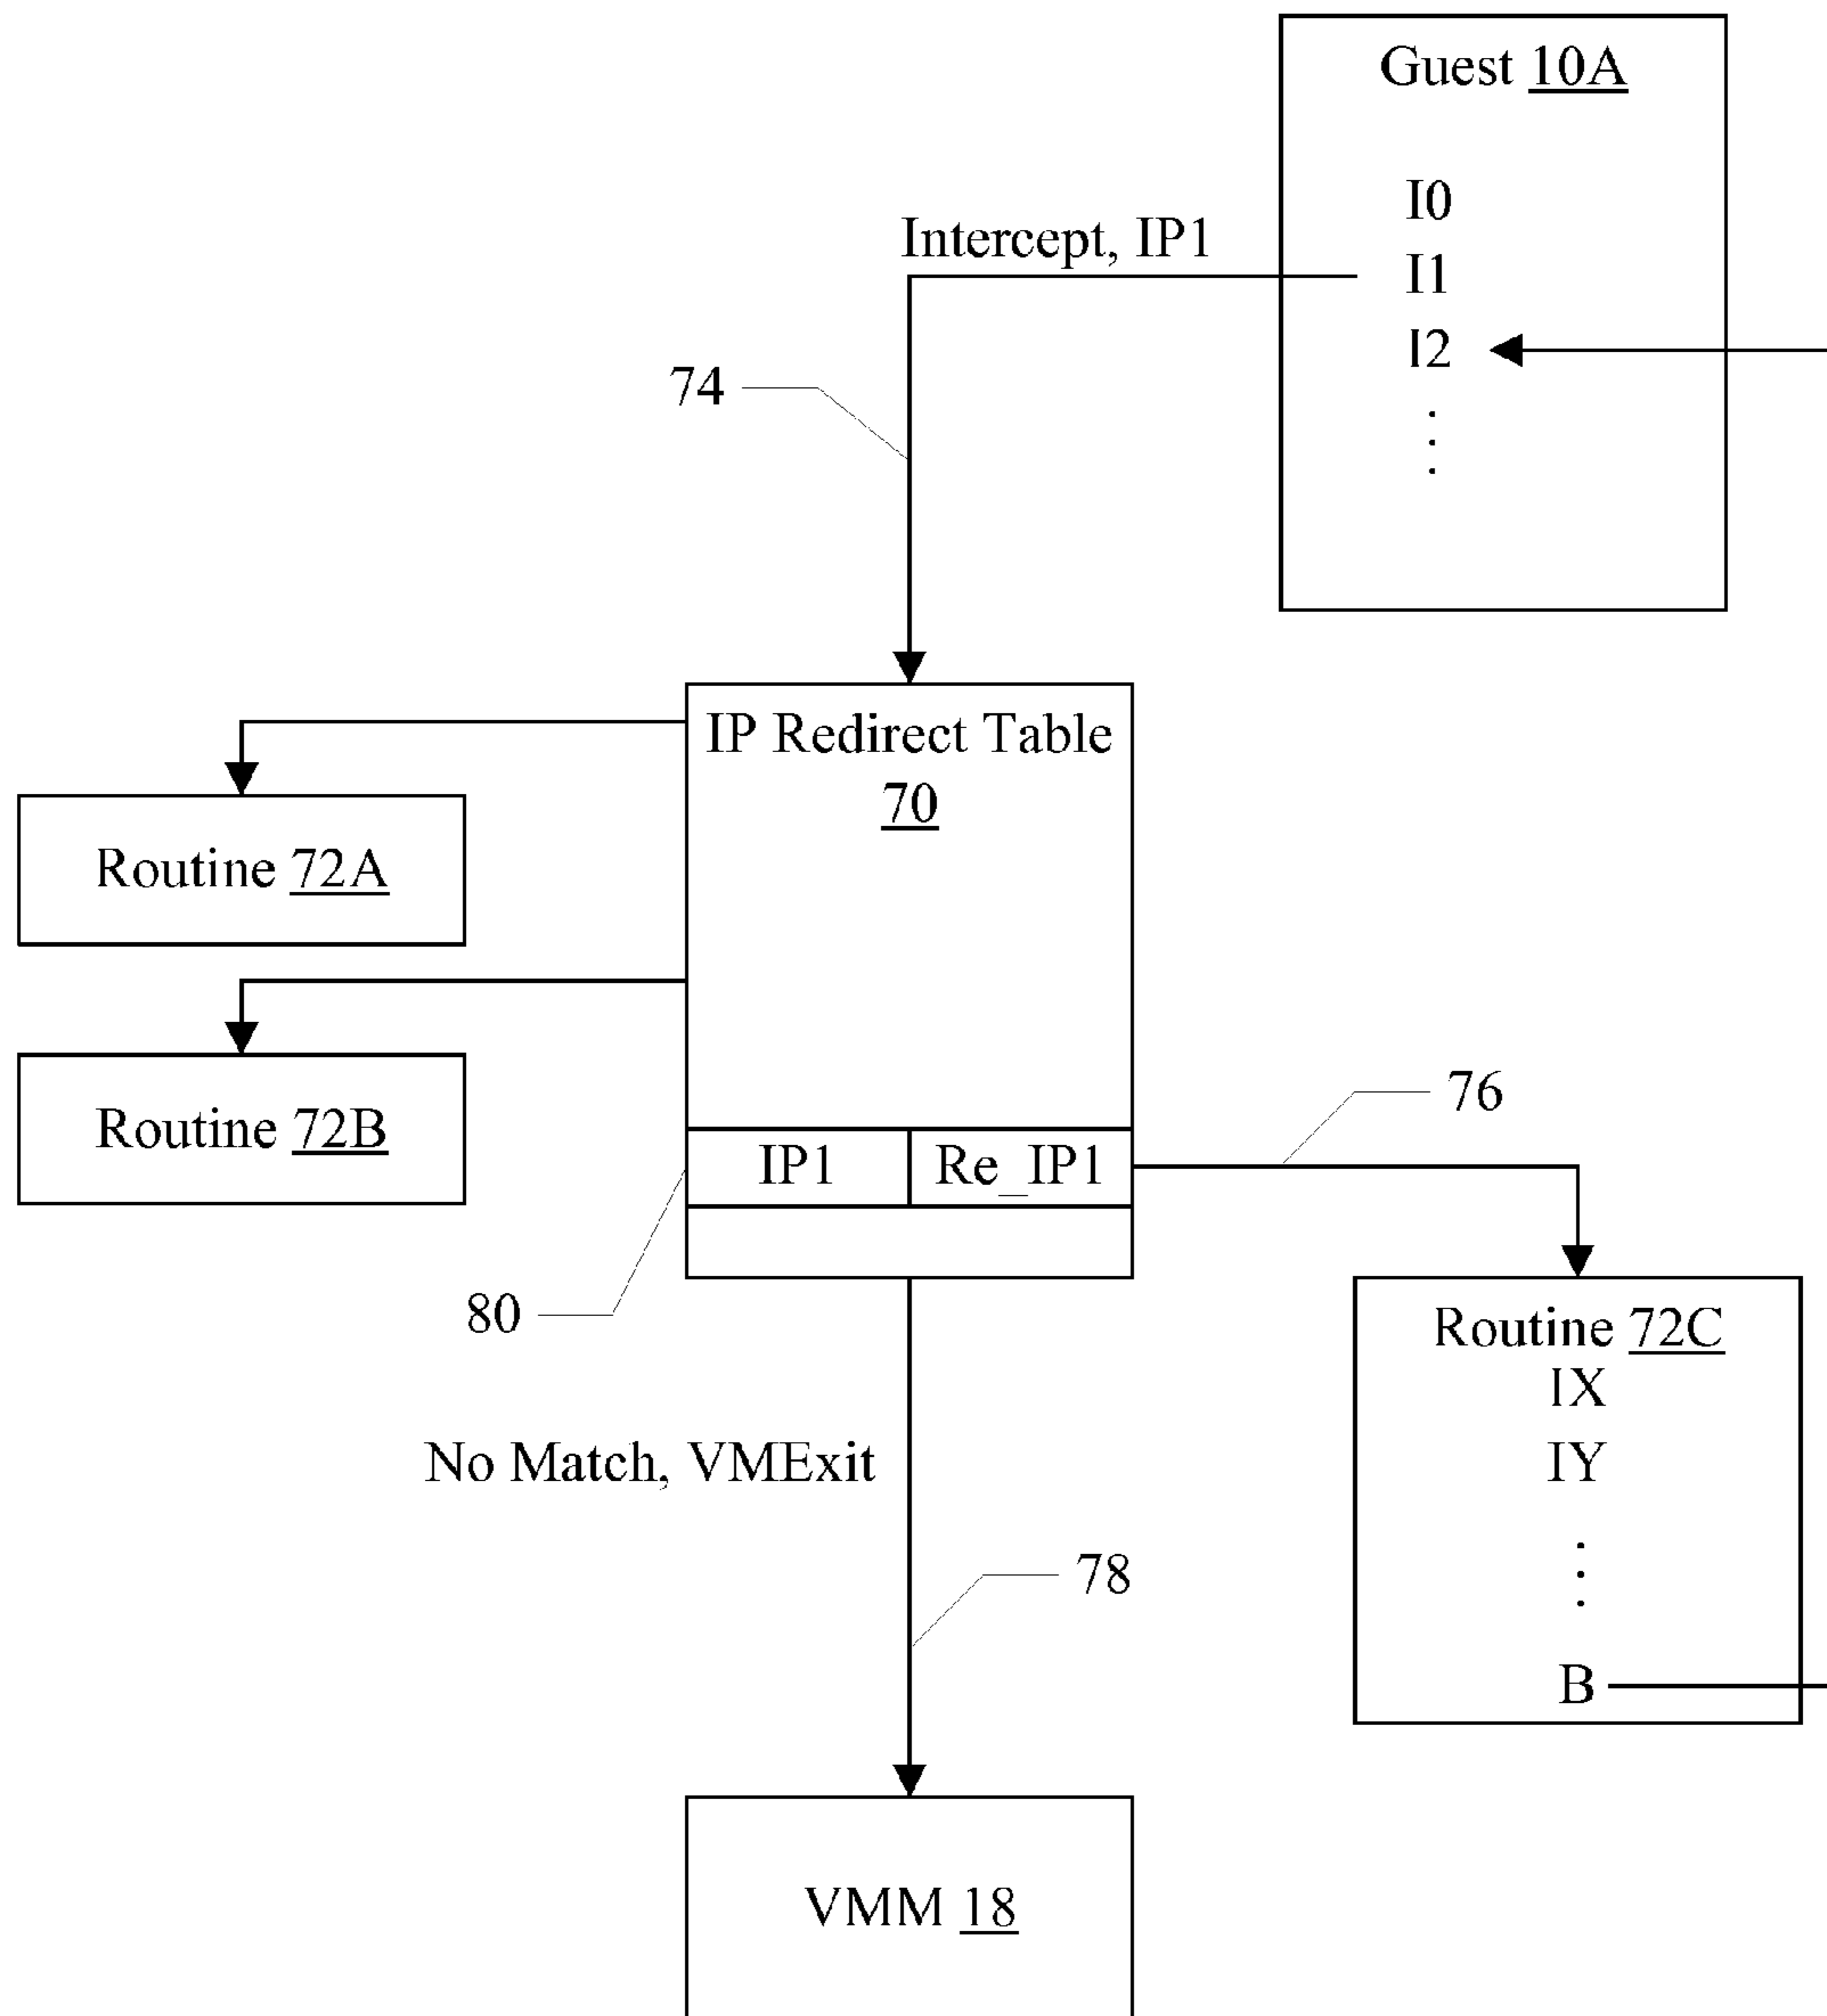 Guest 10A
I0
Intercept, IP1
I1
I2
74
IP Redirect Table
70
Routine 72A
Routine 72B
76
IP1
Re_IP1
80
Routine 72C
IX
No Match, VMExit
IY
78
B
VMM 18